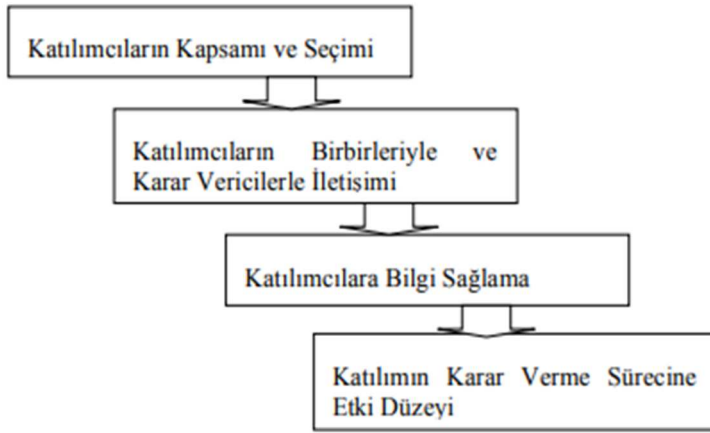 Katılımcıların Kapsamı ve Seçimi
Katılımcıların Birbirleriyle ve
Karar Vericilerle İletişimi
Katılımcılara Bilgi Sağlama
Katılımın Karar Verme Sürecine
Etki Düzeyi